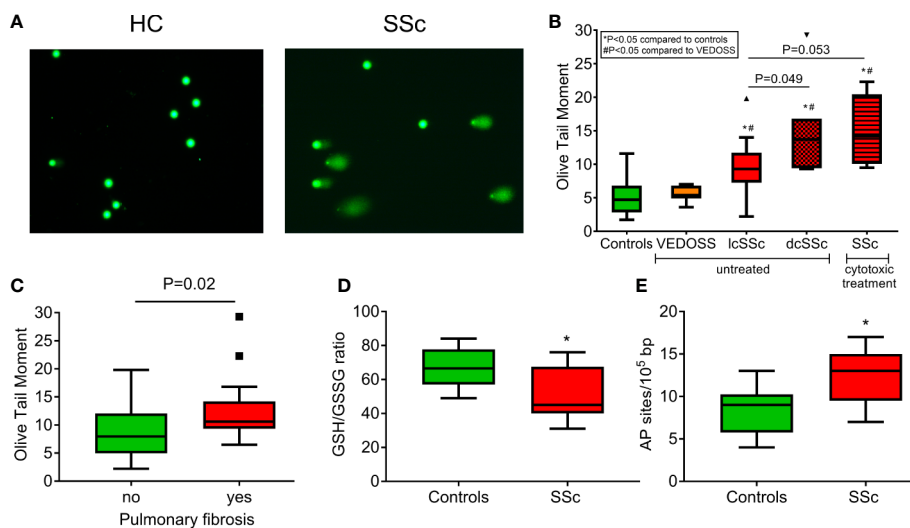 A
HC
SSc
B
*P<0.05 compared to controls
#P<0.05 compared to VEDOSS
P=0.053
P=0.049
*#
*#
*#
Olive Tail Moment
30
25
20
15
10
5
0
Controls VEDOSS lcSSc dcSSc SSc
untreated
cytotoxic
treatment
C
P=0.02
Olive Tail Moment
30
25
20
15
10
5
0
no yes
Pulmonary fibrosis
D
*
GSH/GSSG ratio
100
80
60
40
20
0
Controls SSc
E
*
AP sites/10⁵ bp
20
15
10
5
0
Controls SSc